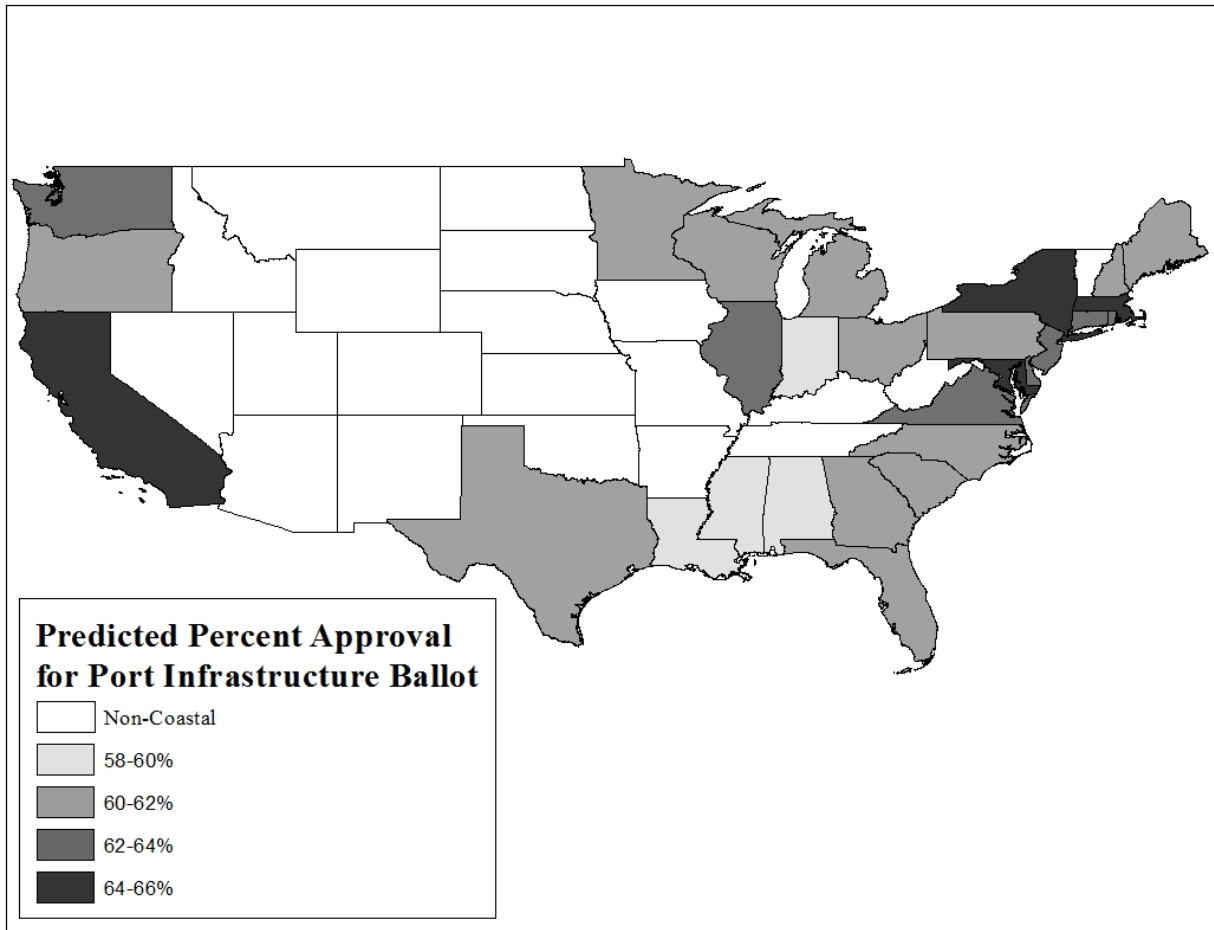 Predicted Percent Approval
for Port Infrastructure Ballot
Non-Coastal
58-60%
60-62%
62-64%
64-66%